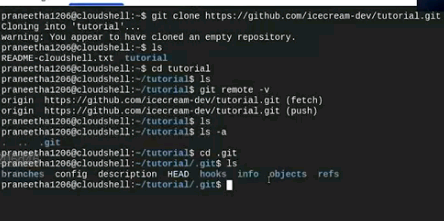 praneetha1206@cloudshell:~$ git clone https://github.com/icecream-dev/tutorial.git
Cloning into 'tutorial'...
warning: You appear to have cloned an empty repository.
praneetha1206@cloudshell:~$ ls
README-cloudshell.txt tutorial
praneetha1206@cloudshell:~$ cd tutorial
praneetha1206@cloudshell:~/tutorial$ ls
praneetha1206@cloudshell:~/tutorial$ git remote -v
origin https://github.com/icecream-dev/tutorial.git (fetch)
origin https://github.com/icecream-dev/tutorial.git (push)
praneetha1206@cloudshell:~/tutorial$ ls
praneetha1206@cloudshell:~/tutorial$ ls -a
. .. .git
praneetha1206@cloudshell:~/tutorial$ cd .git
praneetha1206@cloudshell:~/tutorial/.git$ ls
branches config description HEAD hooks info objects refs
praneetha1206@cloudshell:~/tutorial/.git$